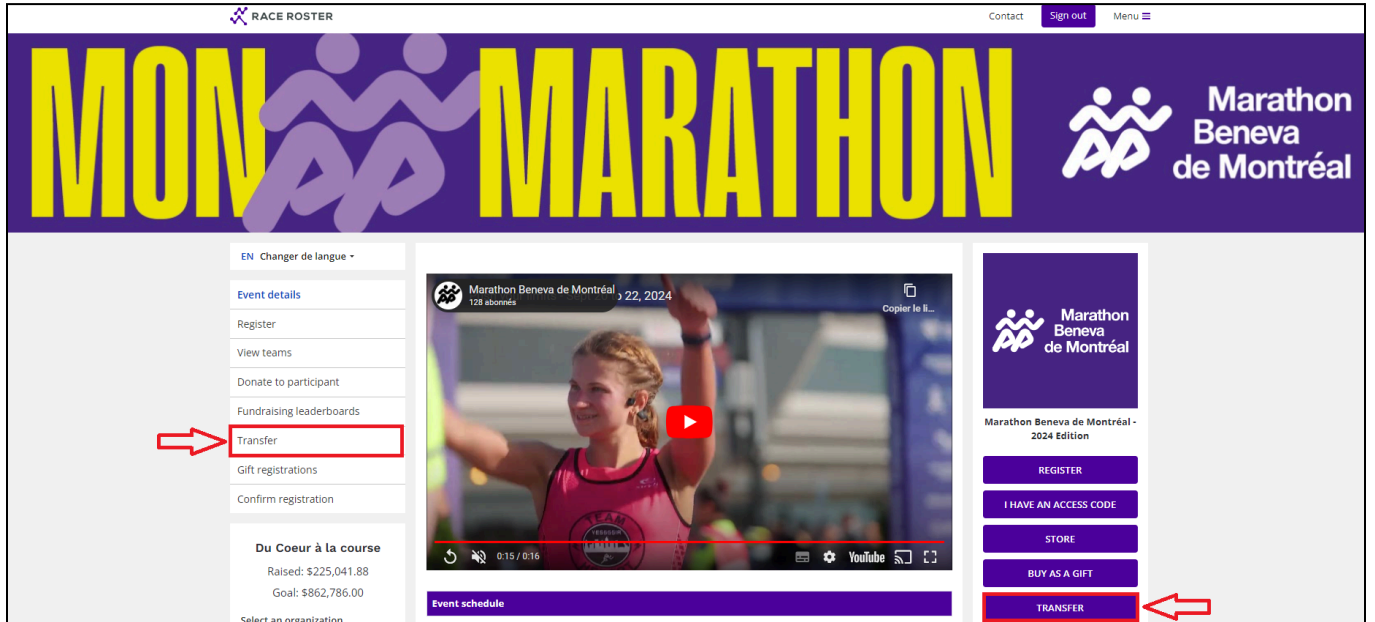 RACE ROSTER
Contact
Sign out
Menu
MON MARATHON
Marathon
Beneva
de Montréal
EN Changer de langue
Event details
Register
View teams
Donate to participant
Fundraising leaderboards
Transfer
Gift registrations
Confirm registration
Du Coeur à la course
Raised: $225,041.88
Goal: $862,786.00
Select an organization
Marathon Beneva de Montréal
128 abonnés
22, 2024
Copier le li...
TEAM
0:15 / 0:16
YouTube
Event schedule
Marathon
Beneva
de Montréal
Marathon Beneva de Montréal -
2024 Edition
REGISTER
I HAVE AN ACCESS CODE
STORE
BUY AS A GIFT
TRANSFER